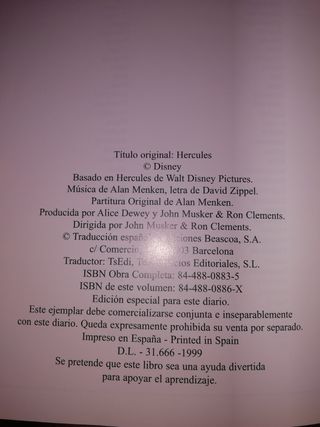 Título original: Hercules
© Disney
Basado en Hercules de Walt Disney Pictures.
Música de Alan Menken, letra de David Zippel.
Partitura Original de Alan Menken.
Producida por Alice Dewey y John Musker & Ron Clements.
Dirigida por John Musker & Ron Clements.
© Traducción española: Beascoa, S.A.
c/ Comercio, Barcelona
Traductor: TsEdi, Editoriales, S.L.
ISBN Obra Completa: 84-488-0883-5
ISBN de este volumen: 84-488-0886-X
Edición especial para este diario.
Este ejemplar debe comercializarse conjunta e inseparablemente
con este diario. Queda expresamente prohibida su venta por separado.
Impreso en España - Printed in Spain
D.L. - 31.666 -1999
Se pretende que este libro sea una ayuda divertida
para apoyar el aprendizaje.